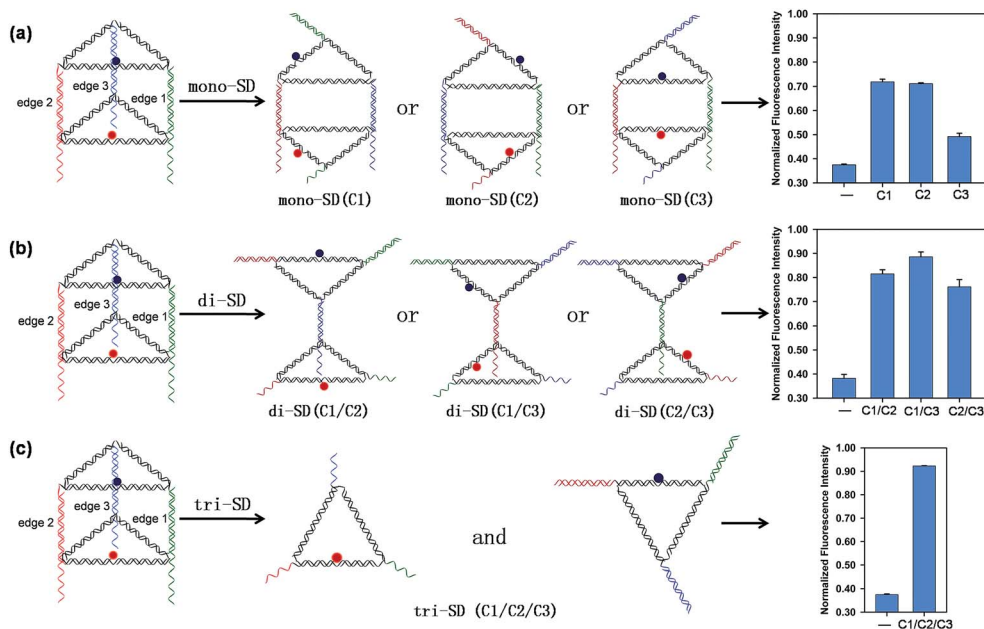 (a)
edge 2
edge 3
edge 1
mono-SD
or
or
mono-SD(C1)
mono-SD(C2)
mono-SD(C3)
Normalized Fluorescence Intensity
1.00
0.90
0.80
0.70
0.60
0.50
0.40
0.30
— C1 C2 C3
(b)
edge 2
edge 3
edge 1
di-SD
or
or
di-SD(C1/C2)
di-SD(C1/C3)
di-SD(C2/C3)
Normalized Fluorescence Intensity
1.00
0.90
0.80
0.70
0.60
0.50
0.40
0.30
— C1/C2 C1/C3 C2/C3
(c)
edge 2
edge 3
edge 1
tri-SD
and
tri-SD (C1/C2/C3)
Normalized Fluorescence Intensity
1.00
0.90
0.80
0.70
0.60
0.50
0.40
0.30
— C1/C2/C3